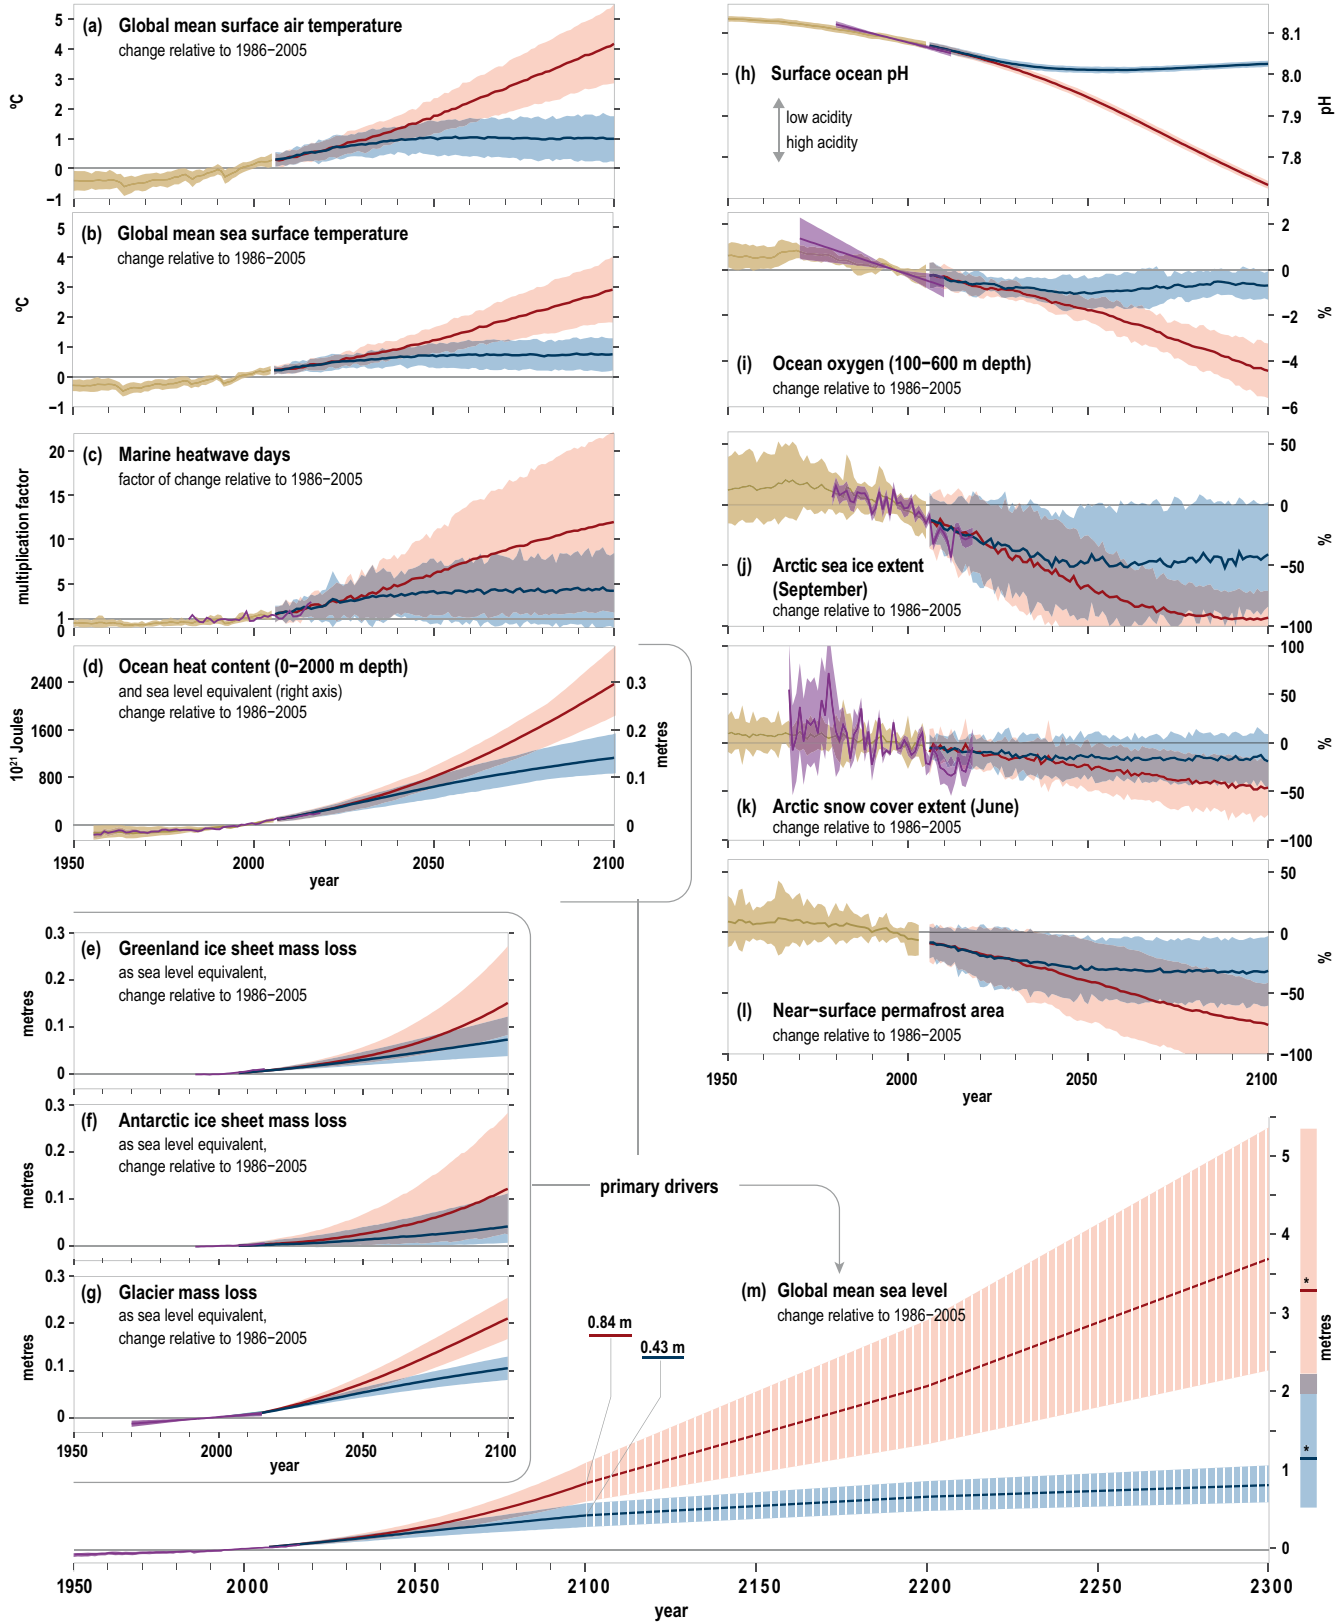 (a) Global mean surface air temperature
change relative to 1986−2005
5
4
3
2
1
0
−1
ºC
(b) Global mean sea surface temperature
change relative to 1986−2005
5
4
3
2
1
0
−1
ºC
(c) Marine heatwave days
factor of change relative to 1986−2005
20
15
10
5
1
0
multiplication factor
(d) Ocean heat content (0−2000 m depth)
and sea level equivalent (right axis)
change relative to 1986−2005
2400
1600
800
0
10²¹ Joules
0.3
0.2
0.1
0
metres
1950 2000 2050 2100
year
(e) Greenland ice sheet mass loss
as sea level equivalent,
change relative to 1986−2005
0.3
0.2
0.1
0
metres
(f) Antarctic ice sheet mass loss
as sea level equivalent,
change relative to 1986−2005
0.3
0.2
0.1
0
metres
(g) Glacier mass loss
as sea level equivalent,
change relative to 1986−2005
0.3
0.2
0.1
0
metres
1950 2000 2050 2100
year
(h) Surface ocean pH
low acidity
high acidity
8.1
8.0
7.9
7.8
pH
(i) Ocean oxygen (100−600 m depth)
change relative to 1986−2005
2
0
−2
−4
−6
%
(j) Arctic sea ice extent
(September)
change relative to 1986−2005
50
0
−50
−100
%
(k) Arctic snow cover extent (June)
change relative to 1986−2005
100
50
0
−50
−100
%
(l) Near−surface permafrost area
change relative to 1986−2005
50
0
−50
−100
%
1950 2000 2050 2100
year
primary drivers
(m) Global mean sea level
change relative to 1986−2005
0.84 m
0.43 m
5
4
3
2
1
0
metres
*
*
1950 2000 2050 2100 2150 2200 2250 2300
year